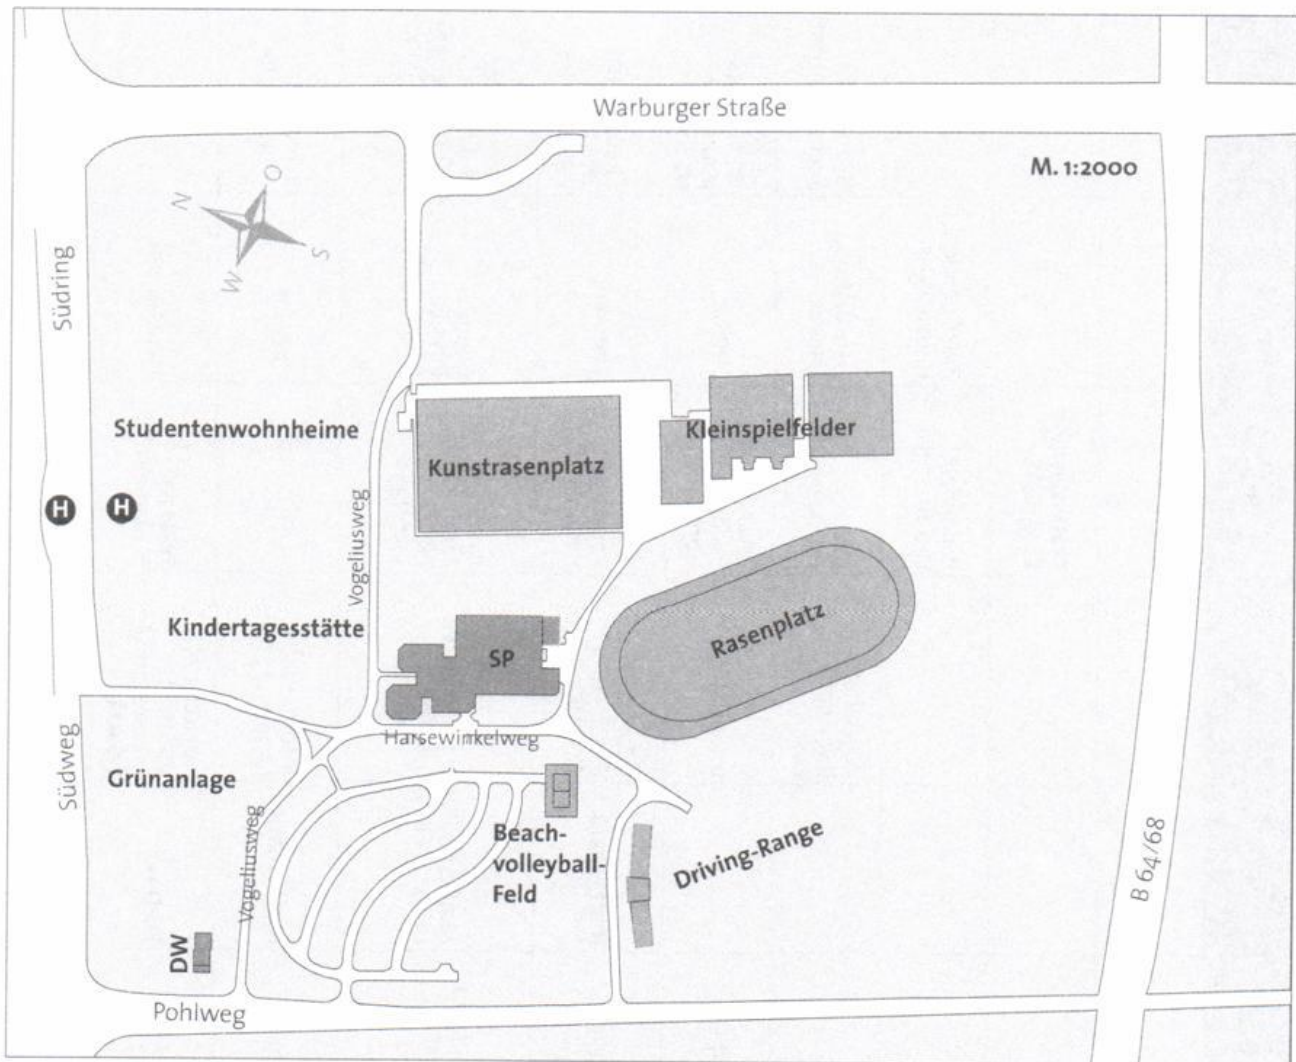 Warburger Straße
M. 1:2000
O
N
S
W
Südring
Studentenwohnheime
Kunstrasenplatz
Kleinspielfelder
H
H
Vogeliusweg
Kindertagesstätte
SP
Rasenplatz
Harsewinkelweg
Südweg
Grünanlage
Vogeliusweg
Beach-
volleyball-
Feld
Driving-Range
B 64/68
DW
Pohlweg